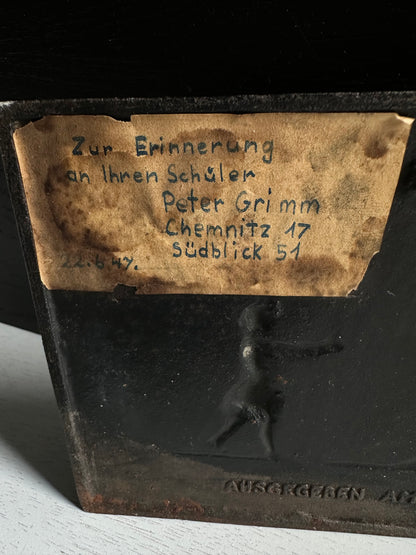 Zur Erinnerung
an Ihren Schüler
Peter Grimm
Chemnitz 17
Südblick 51
22.6.47.
AUSGEGEBEN